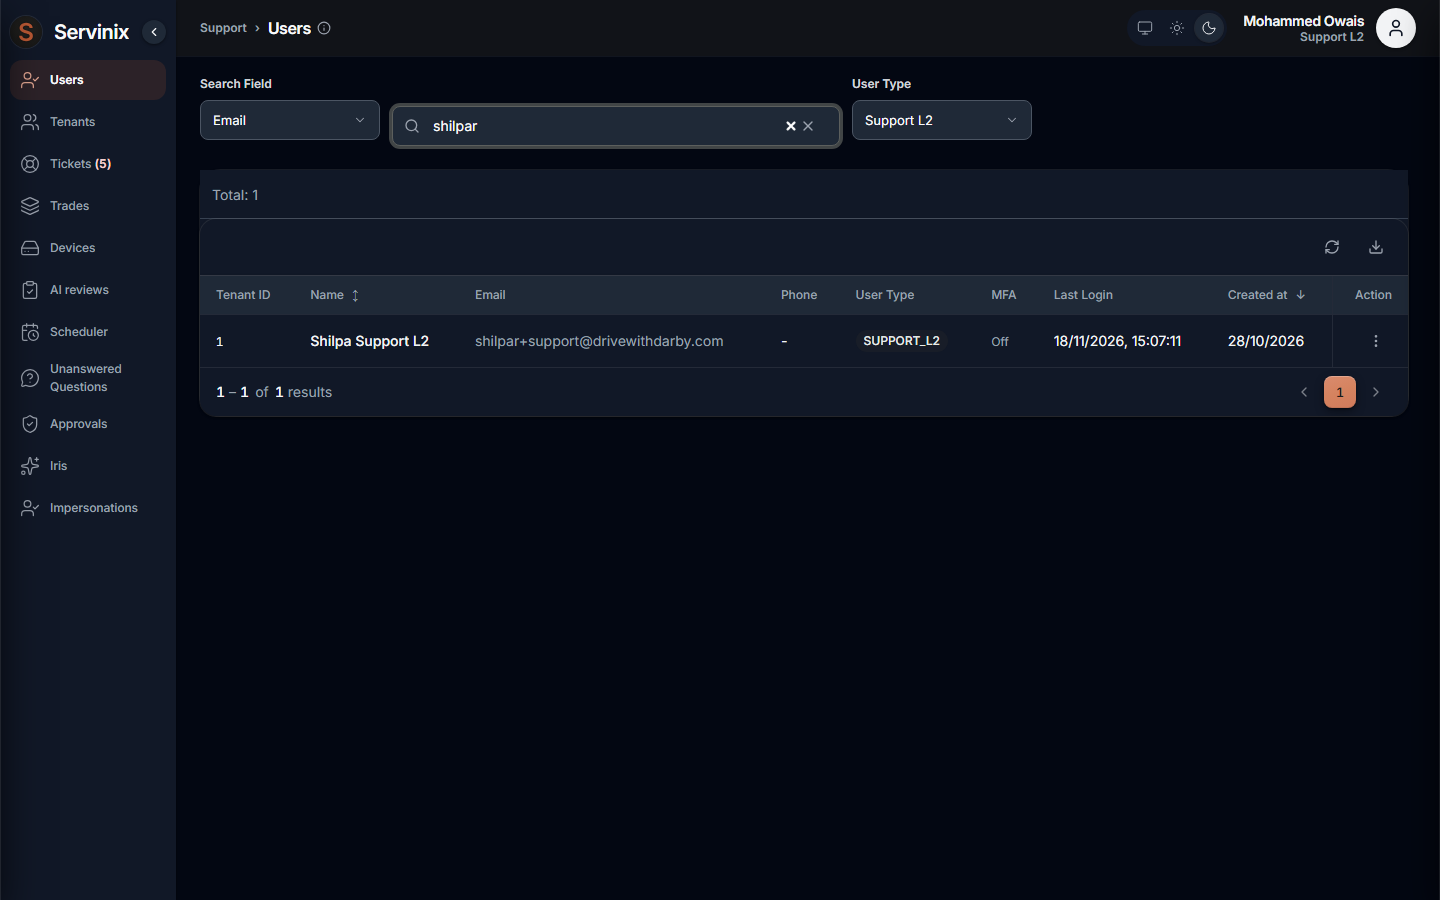 S Servinix
Users
Tenants
Tickets (5)
Trades
Devices
AI reviews
Scheduler
Unanswered
Questions
Approvals
Iris
Impersonations
Support › Users
Mohammed Owais
Support L2
Search Field
User Type
Email
shilpar
Support L2
Total: 1
Tenant ID Name Email Phone User Type MFA Last Login Created at Action
1 Shilpa Support L2 shilpar+support@drivewithdarby.com - SUPPORT_L2 Off 18/11/2026, 15:07:11 28/10/2026
1 – 1 of 1 results
1